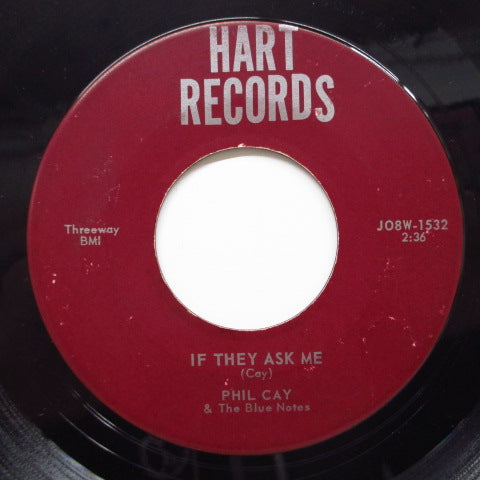 HART
RECORDS
Threeway
BMI
JO8W-1532
2:36
IF THEY ASK ME
(Cay)
PHIL CAY
& The Blue Notes